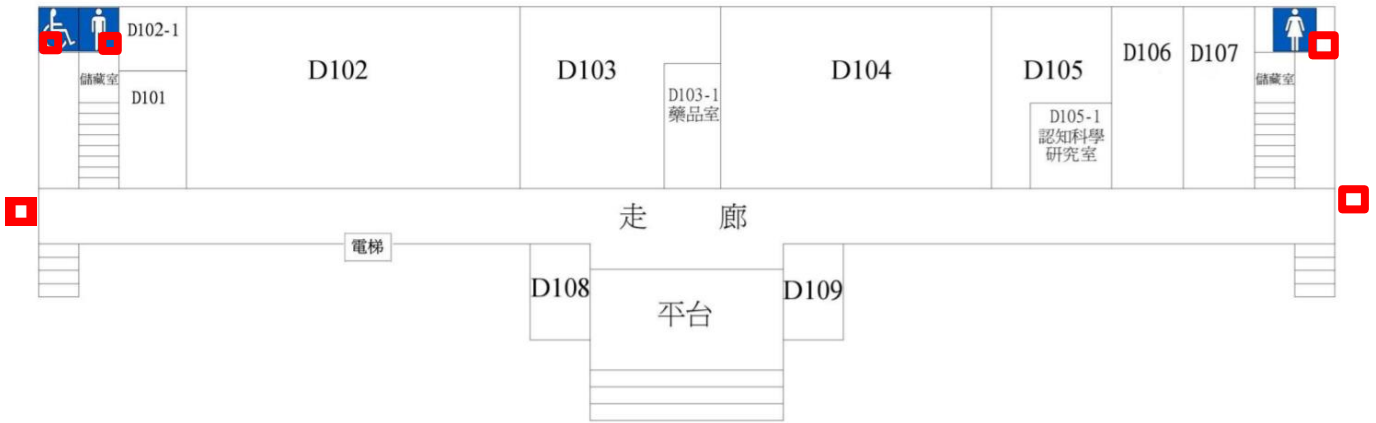 D102-1
儲藏室
D101
D102
D103
D103-1
藥品室
D104
D105
D105-1
認知科學
研究室
D106
D107
儲藏室
走 廊
電梯
D108
平台
D109